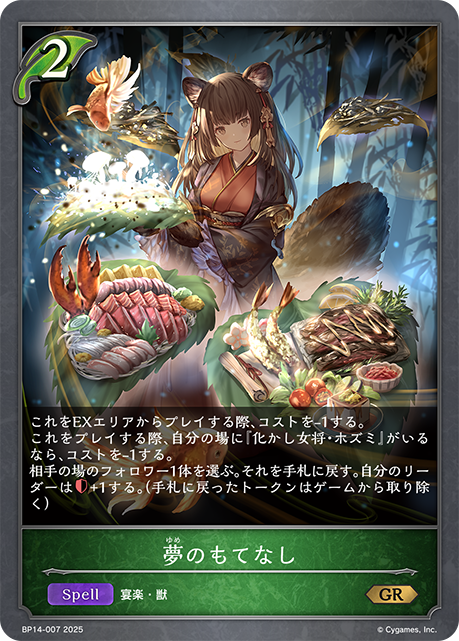 2
これをEXエリアからプレイする際、コストを-1する。
これをプレイする際、自分の場に『化かし女将・ホズミ』がいる
なら、コストを-1する。
相手の場のフォロワー1体を選ぶ。それを手札に戻す。自分のリー
ダーは+1する。(手札に戻ったトークンはゲームから取り除
く)
ゆめ
夢のもてなし
Spell 宴楽・獣 GR
BP14-007 2025 © Cygames, Inc.